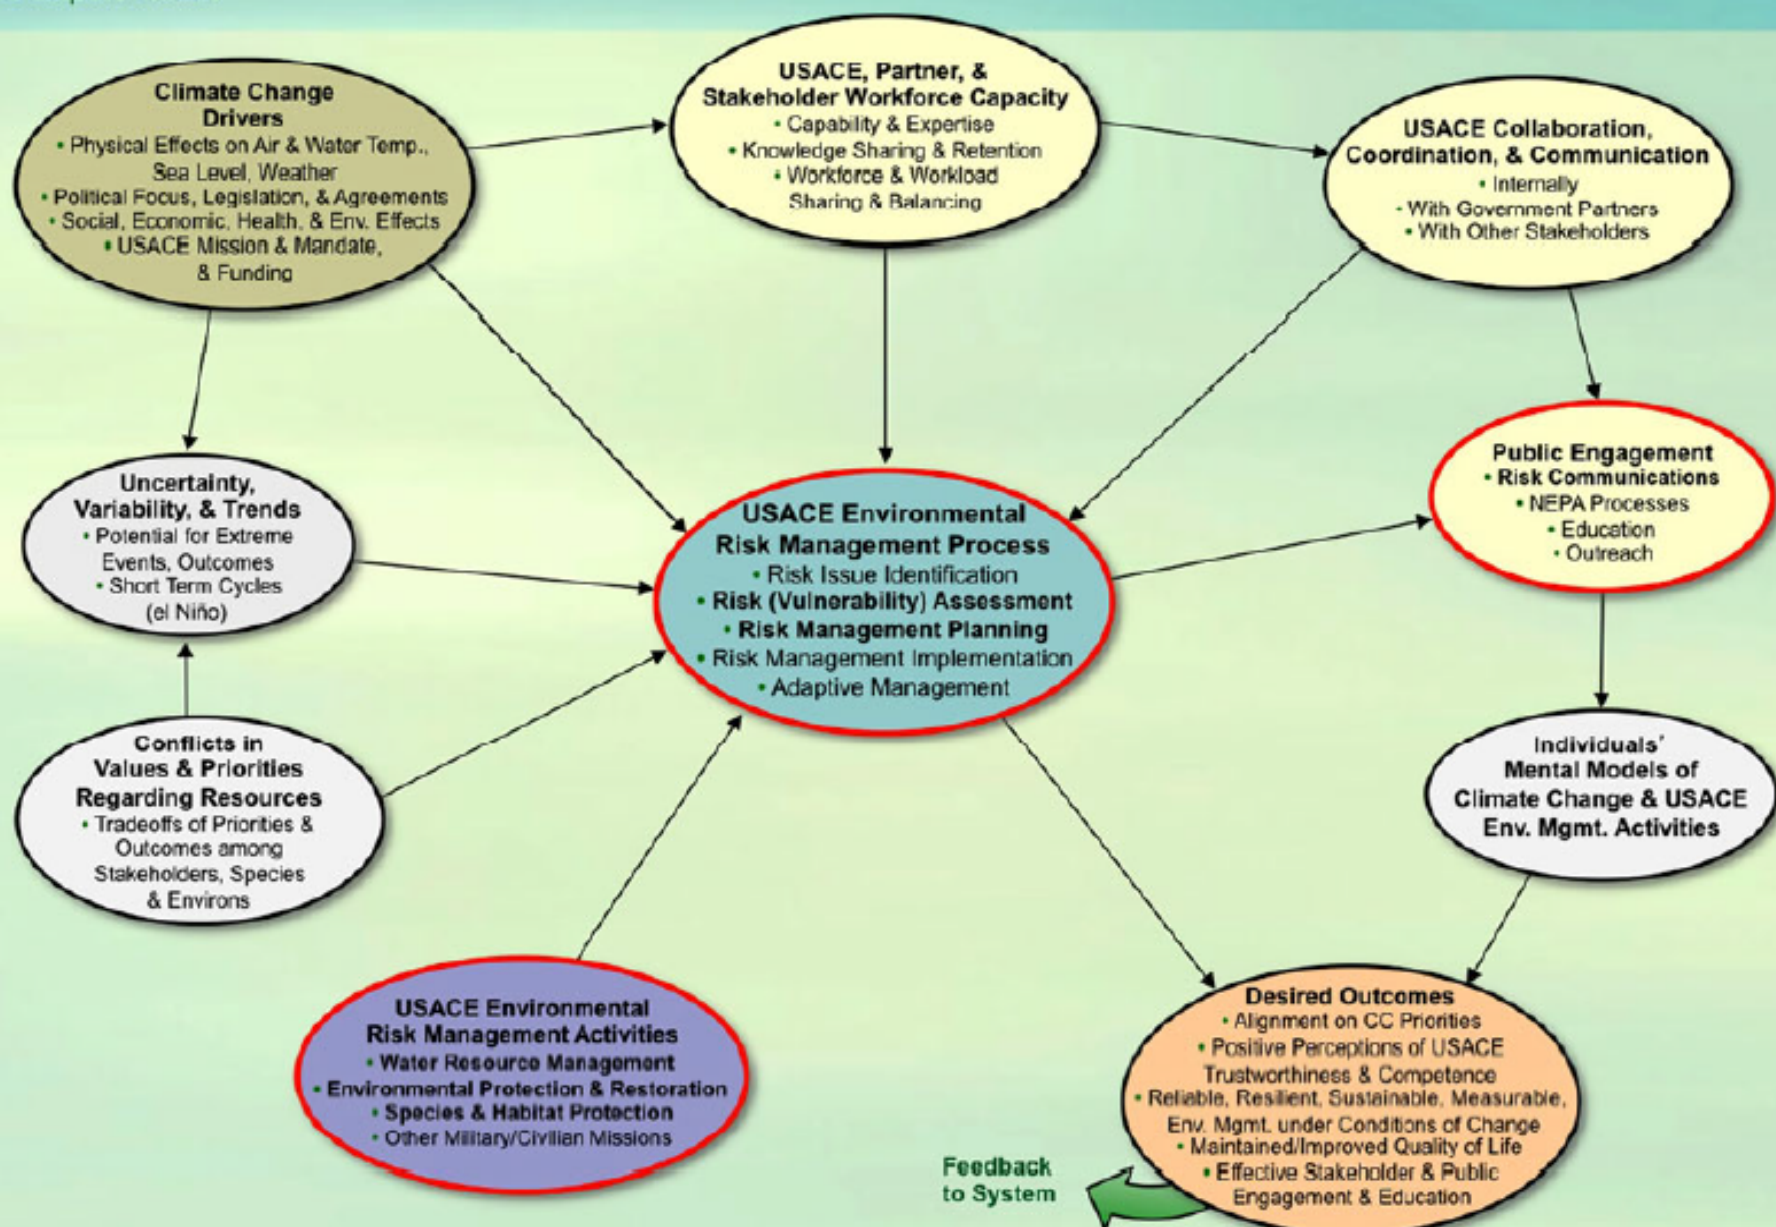 Climate Change
Drivers
• Physical Effects on Air & Water Temp.,
Sea Level, Weather
• Political Focus, Legislation, & Agreements
• Social, Economic, Health, & Env. Effects
• USACE Mission & Mandate,
& Funding
USACE, Partner, &
Stakeholder Workforce Capacity
• Capability & Expertise
• Knowledge Sharing & Retention
• Workforce & Workload
Sharing & Balancing
USACE Collaboration,
Coordination, & Communication
• Internally
• With Government Partners
• With Other Stakeholders
Uncertainty,
Variability, & Trends
• Potential for Extreme
Events, Outcomes
• Short Term Cycles
(el Niño)
USACE Environmental
Risk Management Process
• Risk Issue Identification
• Risk (Vulnerability) Assessment
• Risk Management Planning
• Risk Management Implementation
• Adaptive Management
Public Engagement
• Risk Communications
• NEPA Processes
• Education
• Outreach
Conflicts in
Values & Priorities
Regarding Resources
• Tradeoffs of Priorities &
Outcomes among
Stakeholders, Species
& Environs
Individuals'
Mental Models of
Climate Change & USACE
Env. Mgmt. Activities
USACE Environmental
Risk Management Activities
• Water Resource Management
• Environmental Protection & Restoration
• Species & Habitat Protection
• Other Military/Civilian Missions
Desired Outcomes
• Alignment on CC Priorities
• Positive Perceptions of USACE
Trustworthiness & Competence
• Reliable, Resilient, Sustainable, Measurable,
Env. Mgmt. under Conditions of Change
• Maintained/Improved Quality of Life
• Effective Stakeholder & Public
Engagement & Education
Feedback
to System